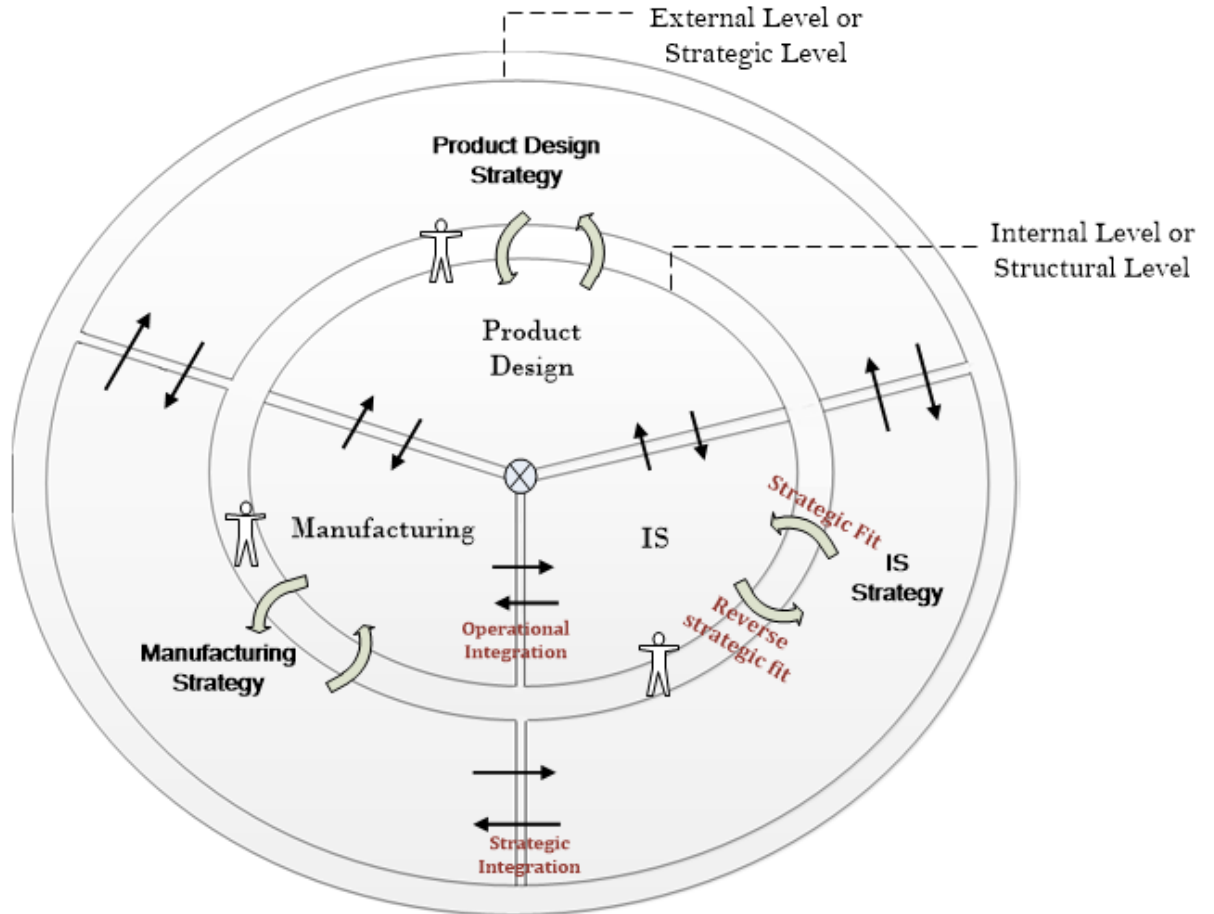 External Level or
Strategic Level
Product Design
Strategy
Internal Level or
Structural Level
Product
Design
Manufacturing
IS
Strategic Fit
IS
Strategy
Reverse
strategic fit
Operational
Integration
Manufacturing
Strategy
Strategic
Integration